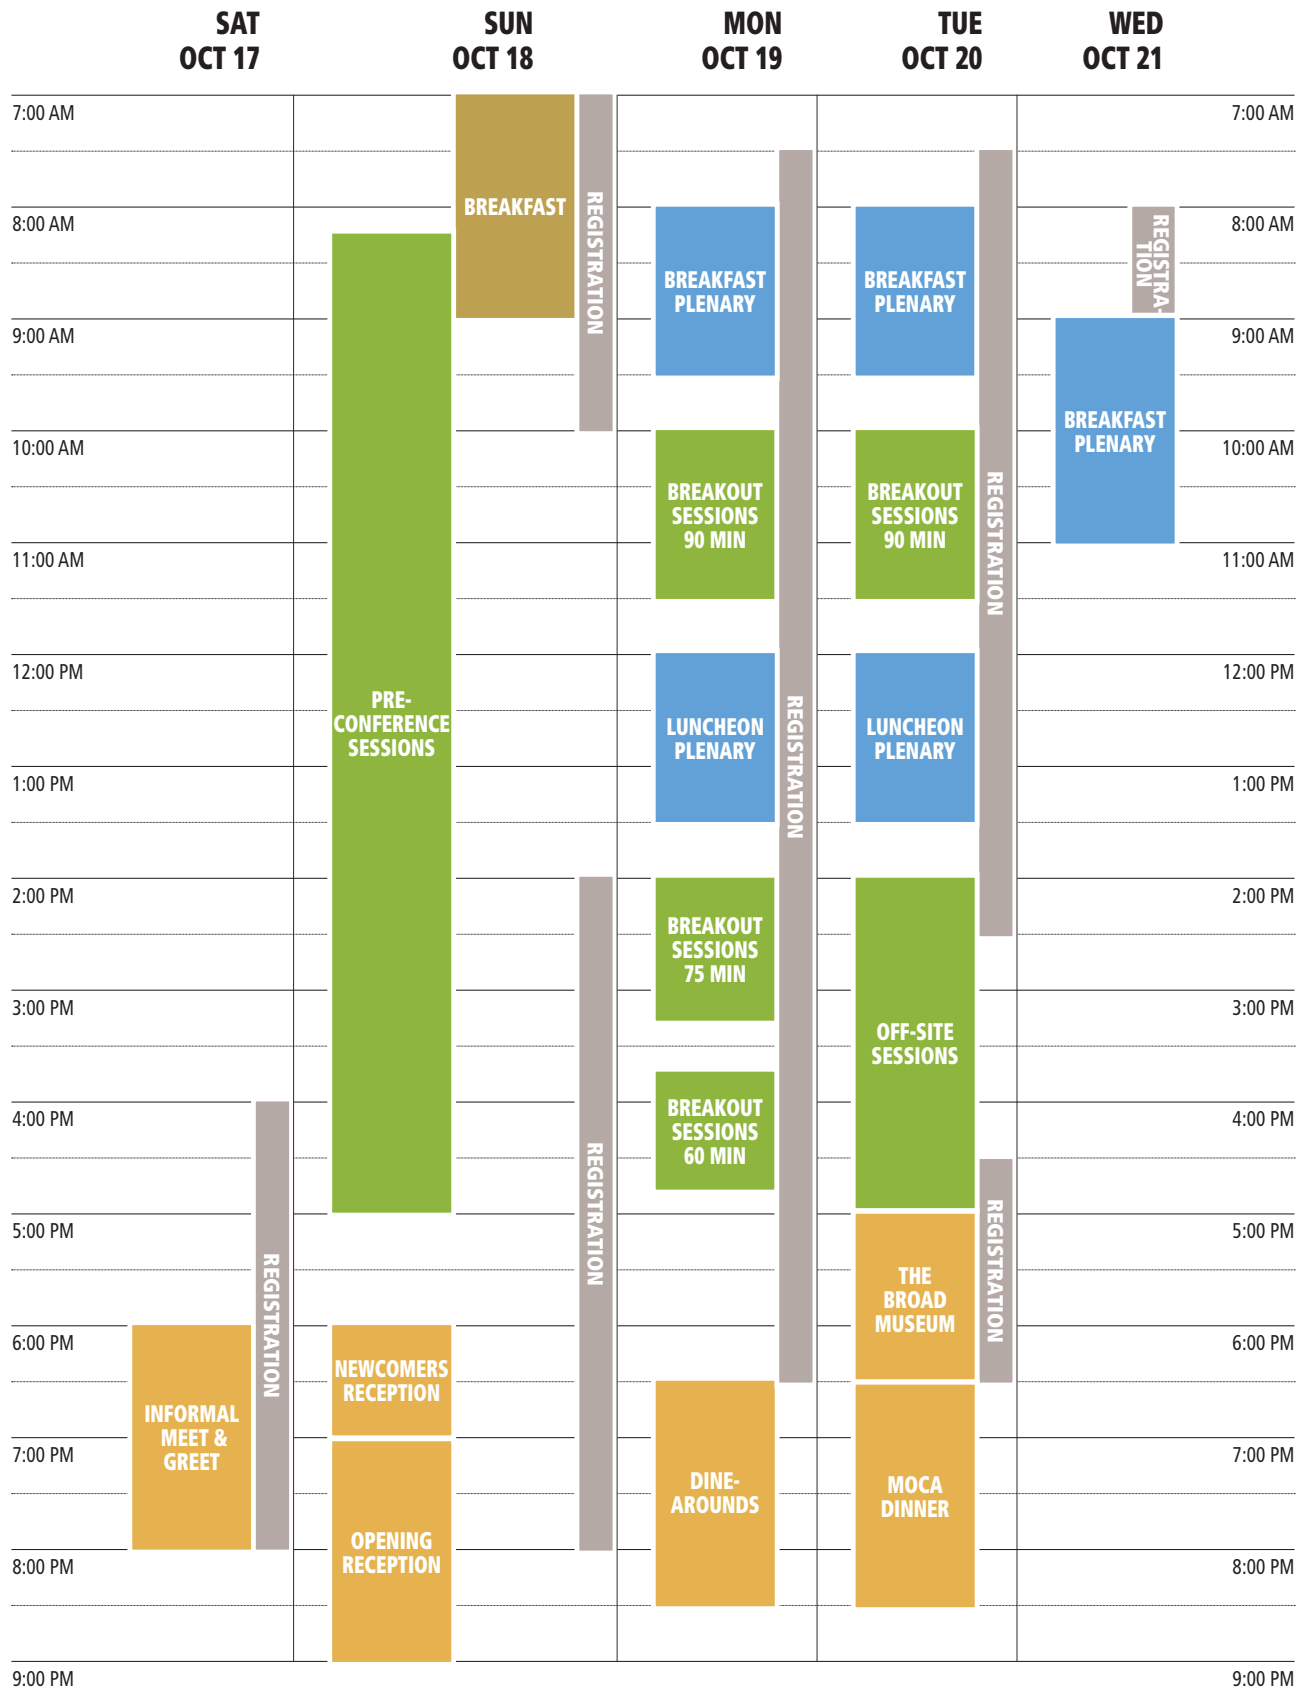 SAT
OCT 17
SUN
OCT 18
MON
OCT 19
TUE
OCT 20
WED
OCT 21
7:00 AM
7:00 AM
BREAKFAST
REGISTRATION
8:00 AM
8:00 AM
REGISTRA-
TION
BREAKFAST
PLENARY
BREAKFAST
PLENARY
9:00 AM
9:00 AM
BREAKFAST
PLENARY
10:00 AM
10:00 AM
BREAKOUT
SESSIONS
90 MIN
BREAKOUT
SESSIONS
90 MIN
REGISTRATION
11:00 AM
11:00 AM
12:00 PM
12:00 PM
PRE-
CONFERENCE
SESSIONS
LUNCHEON
PLENARY
REGISTRATION
LUNCHEON
PLENARY
1:00 PM
1:00 PM
2:00 PM
2:00 PM
BREAKOUT
SESSIONS
75 MIN
3:00 PM
3:00 PM
OFF-SITE
SESSIONS
4:00 PM
4:00 PM
BREAKOUT
SESSIONS
60 MIN
REGISTRATION
5:00 PM
5:00 PM
REGISTRATION
THE
BROAD
MUSEUM
REGISTRATION
6:00 PM
6:00 PM
NEWCOMERS
RECEPTION
INFORMAL
MEET &
GREET
7:00 PM
7:00 PM
DINE-
AROUNDS
MOCA
DINNER
OPENING
RECEPTION
8:00 PM
8:00 PM
9:00 PM
9:00 PM